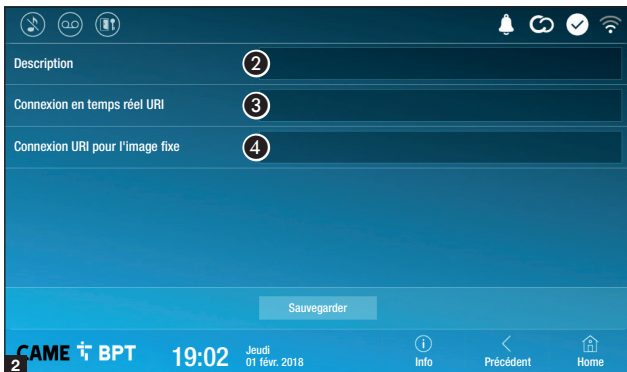 Description 2
Connexion en temps réel URI 3
Connexion URI pour l'image fixe 4
Sauvegarder
2 CAME BPT 19:02 Jeudi
01 févr. 2018
Info Précédent Home